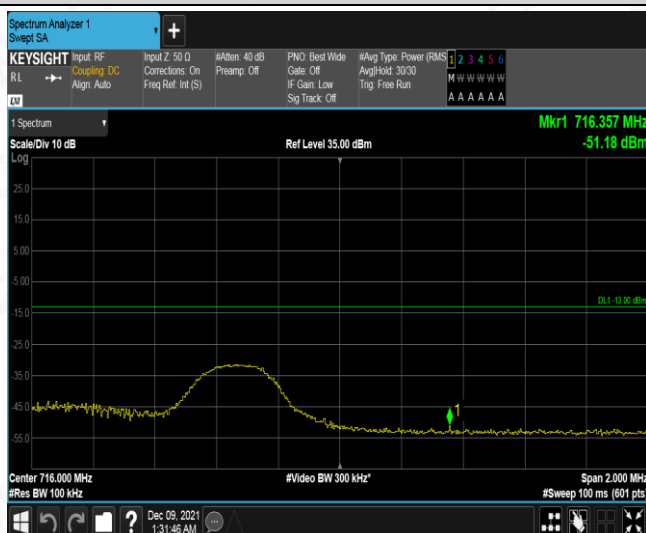 Spectrum Analyzer 1
Swept SA
+
KEYSIGHT Input: RF Input Z: 50 Ω #Atten: 40 dB PNO: Best Wide #Avg Type: Power (RMS 1 2 3 4 5 6
RL Coupling: DC Corrections: On Preamp: Off Gate: Off Avg|Hold: 30/30 M W W W W W
Align: Auto Freq Ref: Int (S) IF Gain: Low Trig: Free Run
Sig Track: Off A A A A A A
LXI
1 Spectrum
Mkr1 716.357 MHz
Scale/Div 10 dB Ref Level 35.00 dBm -51.18 dBm
Log
25.0
15.0
5.00
-5.00
DL1 -13.00 dBm
-15.0
-25.0
-35.0
-45.0
1
-55.0
Center 716.000 MHz #Video BW 300 kHz* Span 2.000 MHz
#Res BW 100 kHz #Sweep 100 ms (601 pts)
? Dec 09, 2021
1:31:46 AM